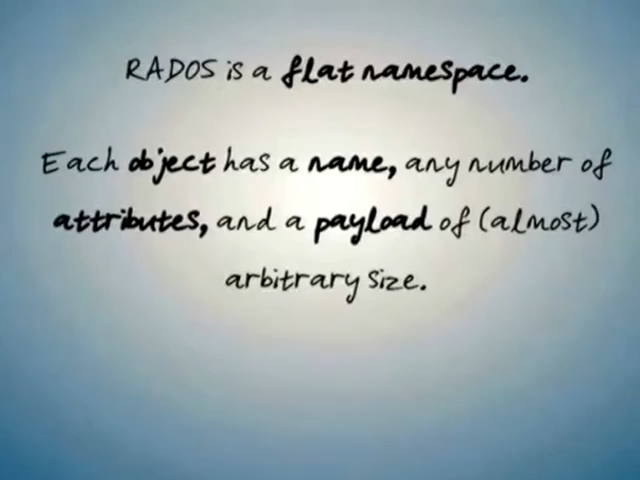 RADOS is a flat namespace.
Each object has a name, any number of
attributes, and a payload of (almost)
arbitrary size.